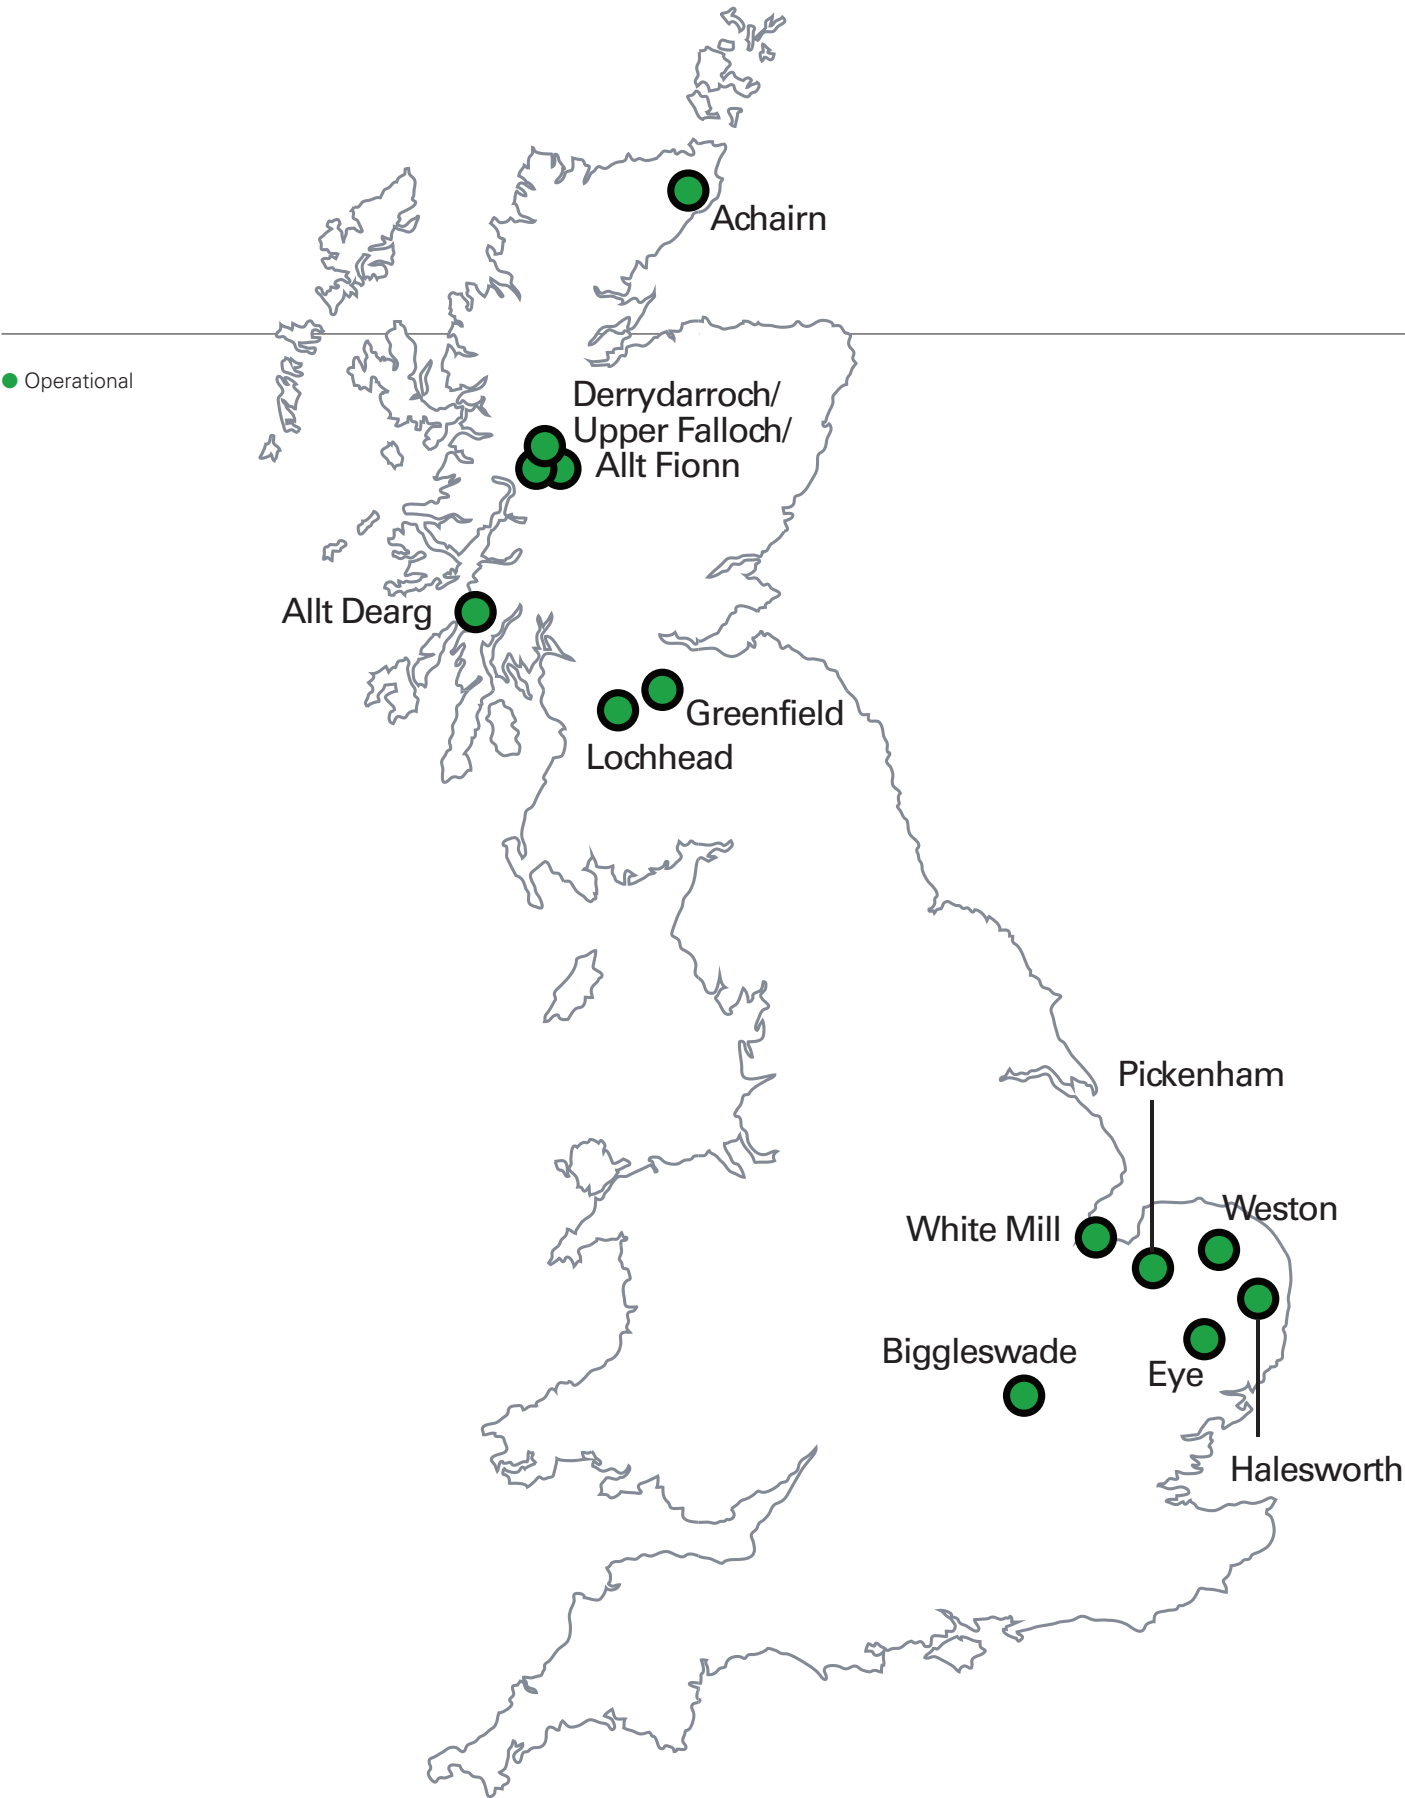 Achairn
Operational
Derrydarroch/
Upper Falloch/
Allt Fionn
Allt Dearg
Greenfield
Lochhead
Pickenham
Weston
White Mill
Biggleswade
Eye
Halesworth